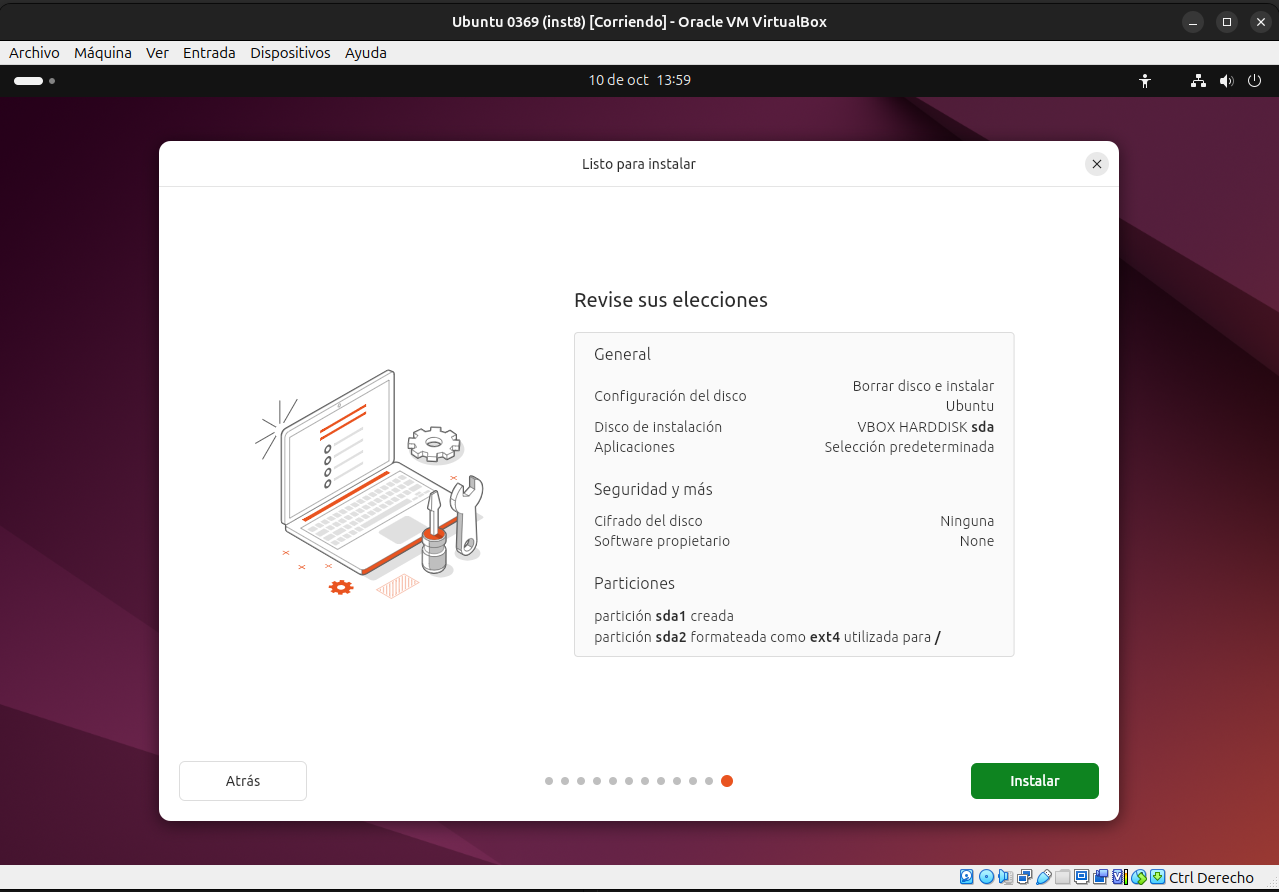 Ubuntu 0369 (inst8) [Corriendo] - Oracle VM VirtualBox
Archivo Máquina Ver Entrada Dispositivos Ayuda
10 de oct 13:59
Listo para instalar
Revise sus elecciones
General
Configuración del disco Borrar disco e instalar Ubuntu
Disco de instalación VBOX HARDDISK sda
Aplicaciones Selección predeterminada
Seguridad y más
Cifrado del disco Ninguna
Software propietario None
Particiones
partición sda1 creada
partición sda2 formateada como ext4 utilizada para /
Atrás Instalar
Ctrl Derecho